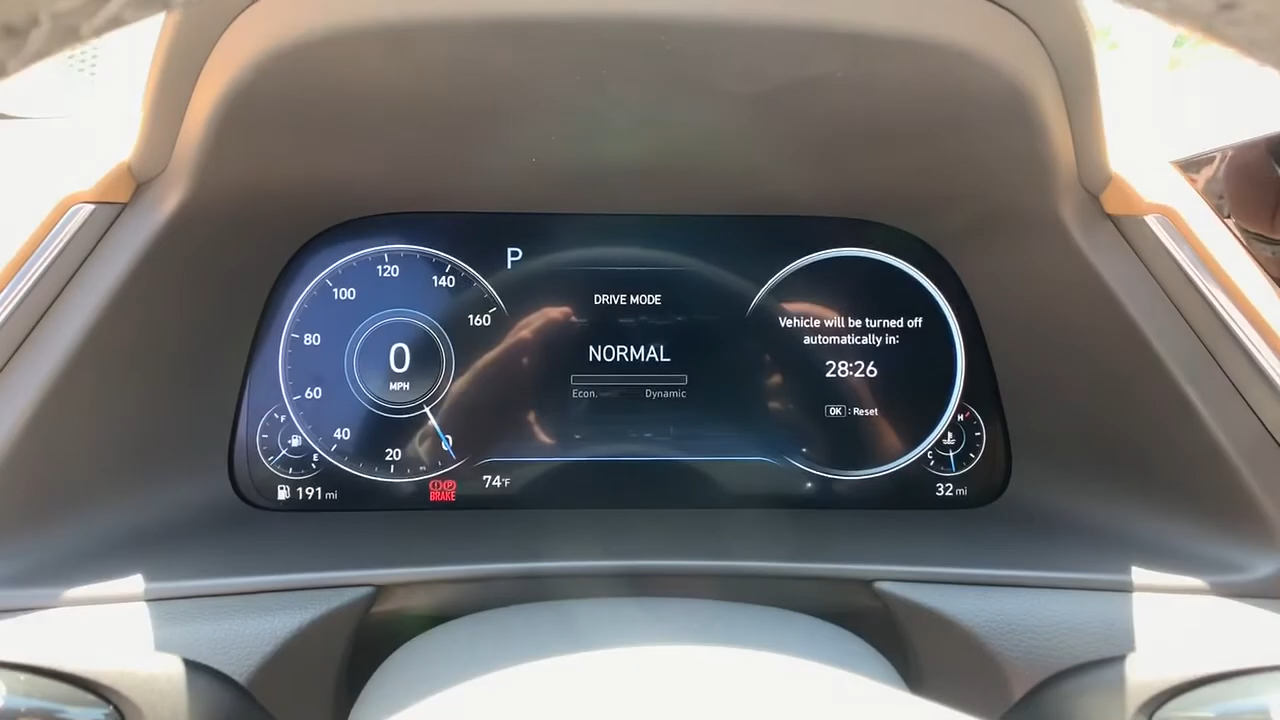 P
120
140
100
160
80
60
40
20
0
0
MPH
F
E
191 mi
BRAKE
74°F
DRIVE MODE
NORMAL
Econ. Dynamic
Vehicle will be turned off
automatically in:
28:26
OK : Reset
H
C
32 mi